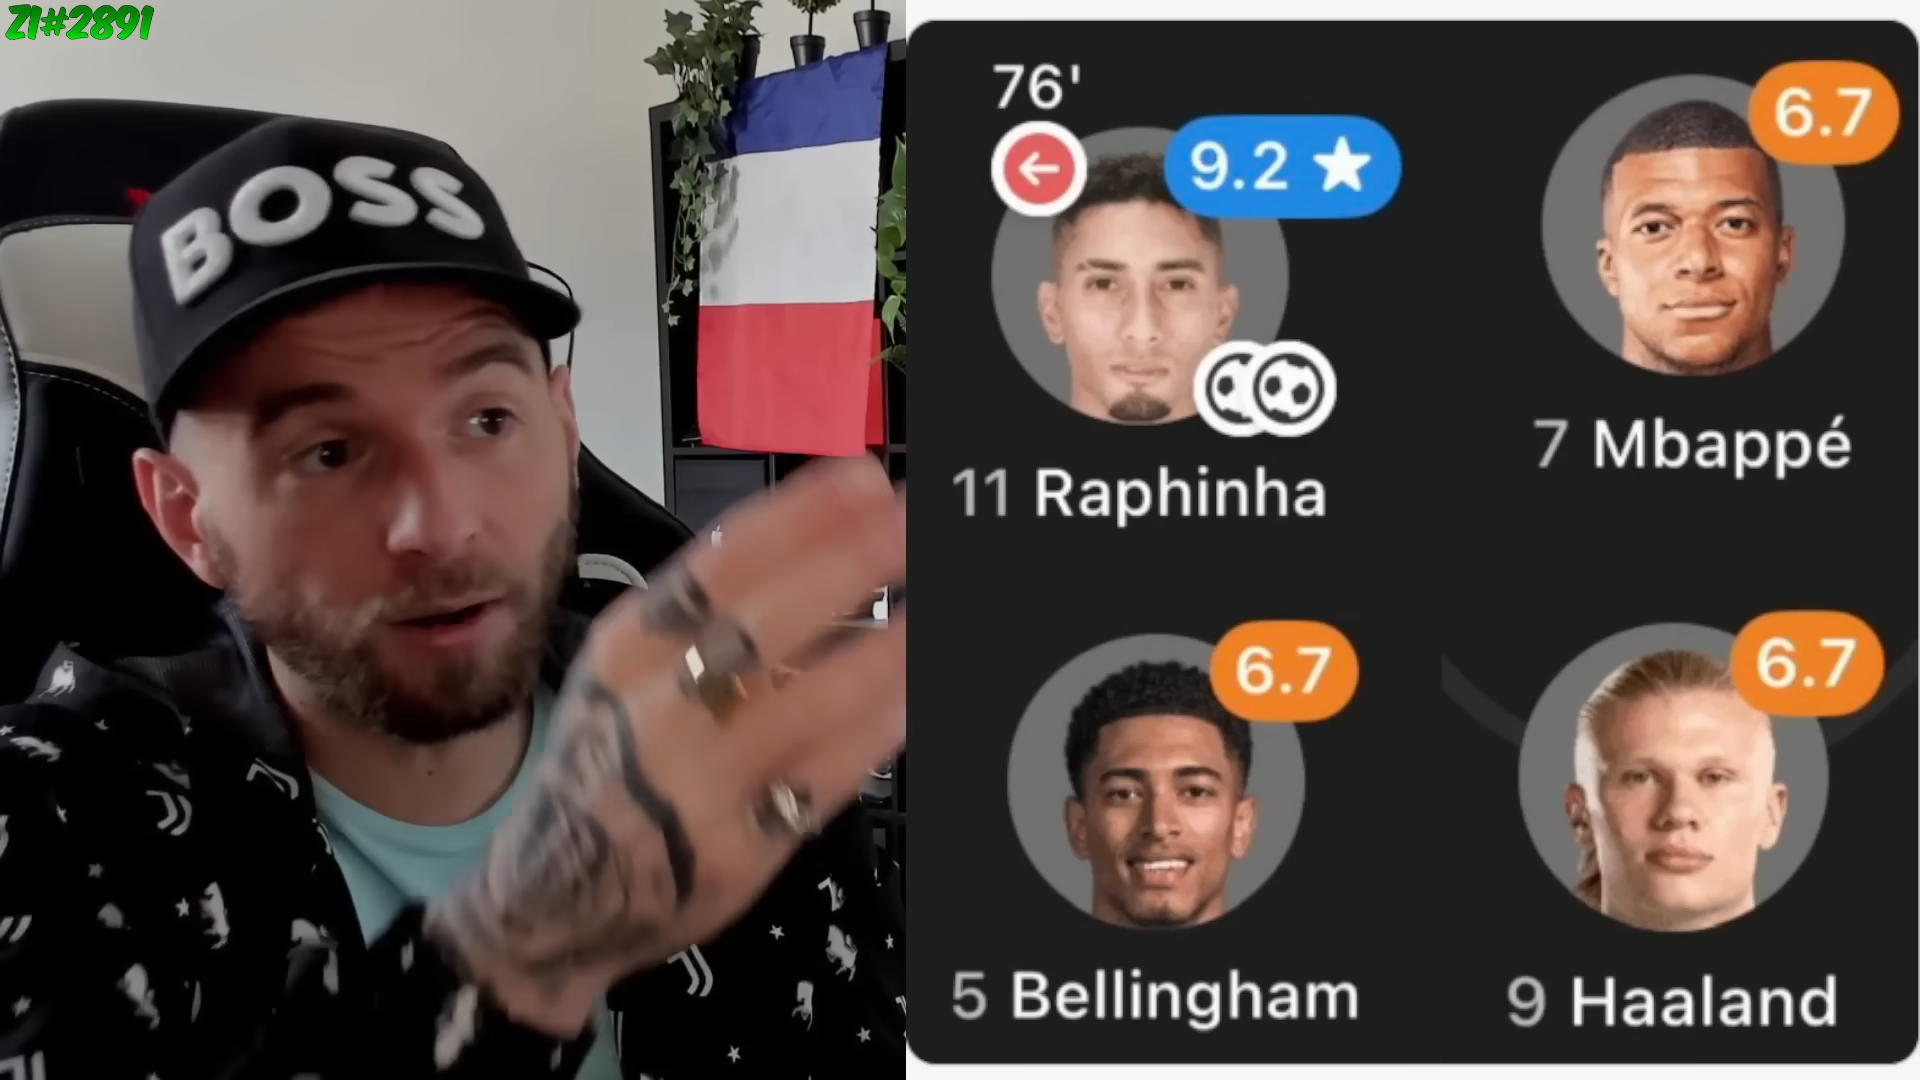 ZI#2891
BOSS
76'
9.2
6.7
11 Raphinha
7 Mbappé
6.7
6.7
5 Bellingham
9 Haaland